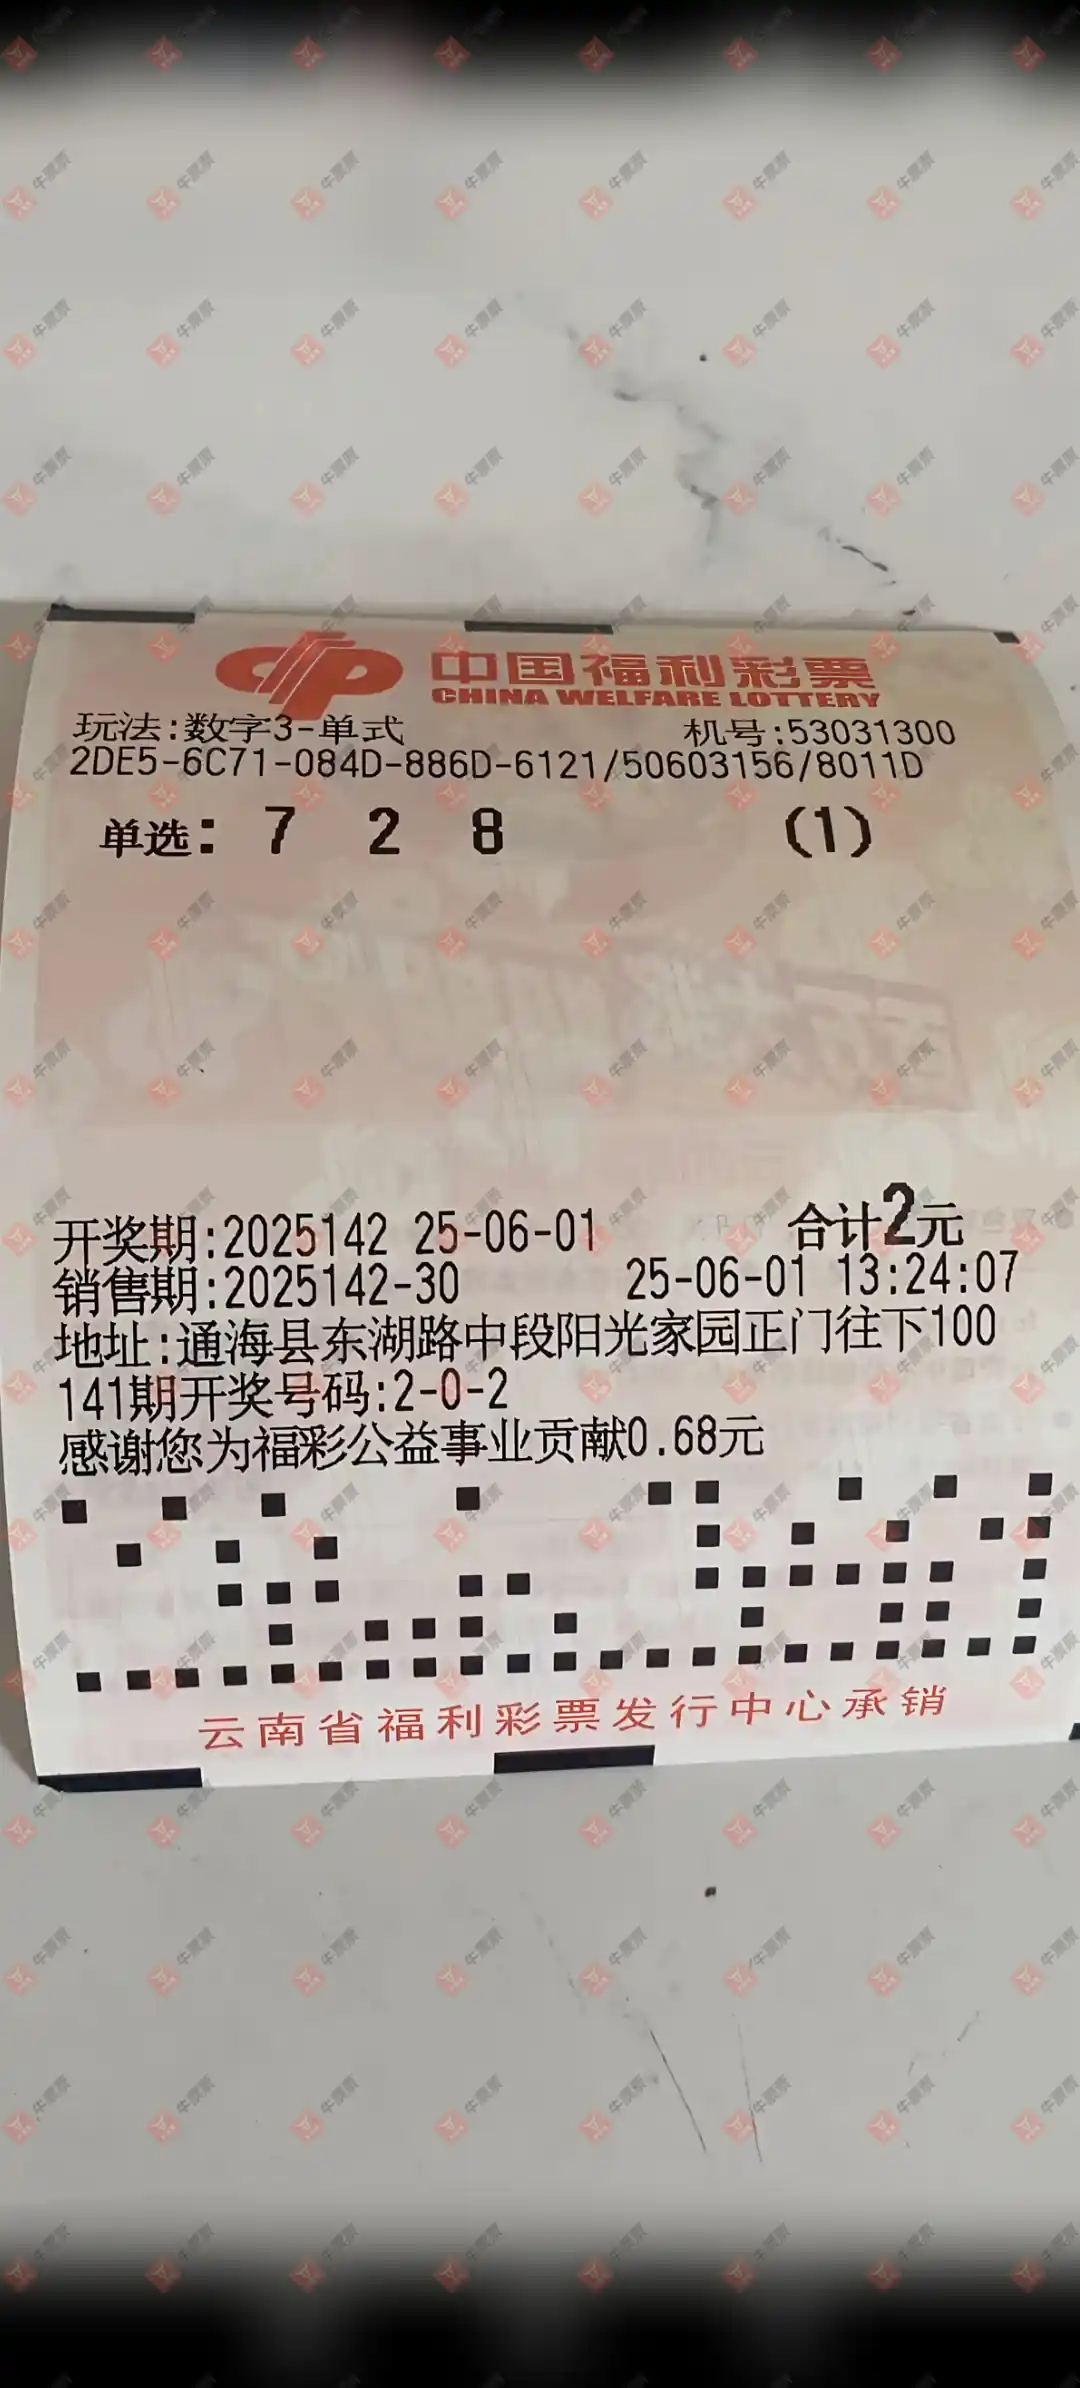 中国福利彩票
CHINA WELFARE LOTTERY
玩法:数字3-单式 机号:53031300
2DE5-6C71-084D-886D-6121/50603156/8011D
单选: 7 2 8 (1)
开奖期:2025142 25-06-01 合计2元
销售期:2025142-30 25-06-01 13:24:07
地址:通海县东湖路中段阳光家园正门往下100
141期开奖号码:2-0-2
感谢您为福彩公益事业贡献0.68元
云南省福利彩票发行中心承销
牛票票